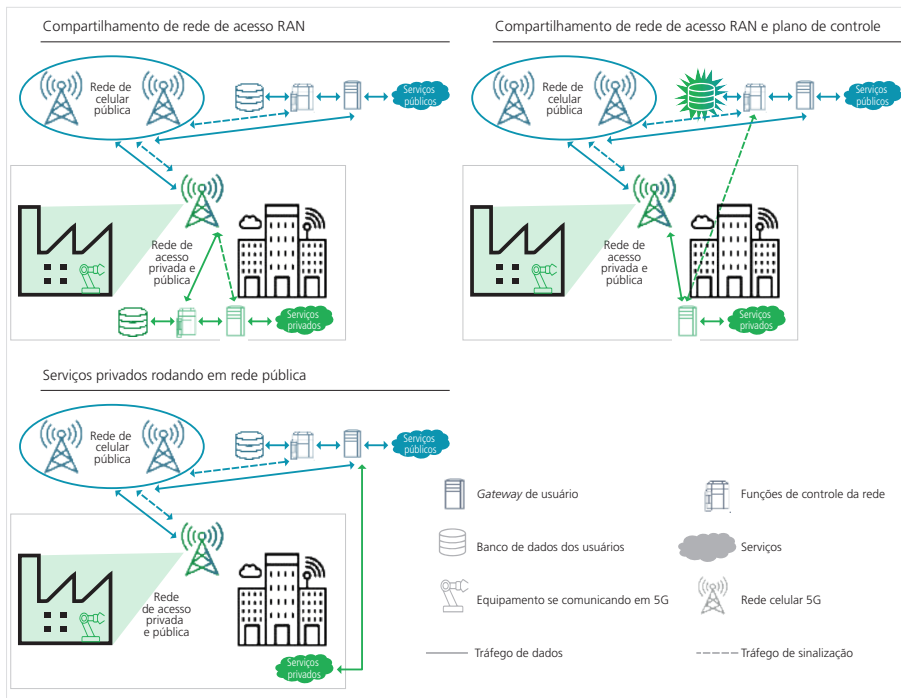 Compartilhamento de rede de acesso RAN
Rede de
celular
pública
Serviços
públicos
Rede de
acesso
privada e
pública
Serviços
privados
Compartilhamento de rede de acesso RAN e plano de controle
Rede de
celular
pública
Serviços
públicos
Rede de
acesso
privada e
pública
Serviços
privados
Serviços privados rodando em rede pública
Rede de
celular
pública
Serviços
públicos
Rede
de acesso
privada
e pública
Serviços
privados
Gateway de usuário
Funções de controle da rede
Banco de dados dos usuários
Serviços
Equipamento se comunicando em 5G
Rede celular 5G
Tráfego de dados
Tráfego de sinalização